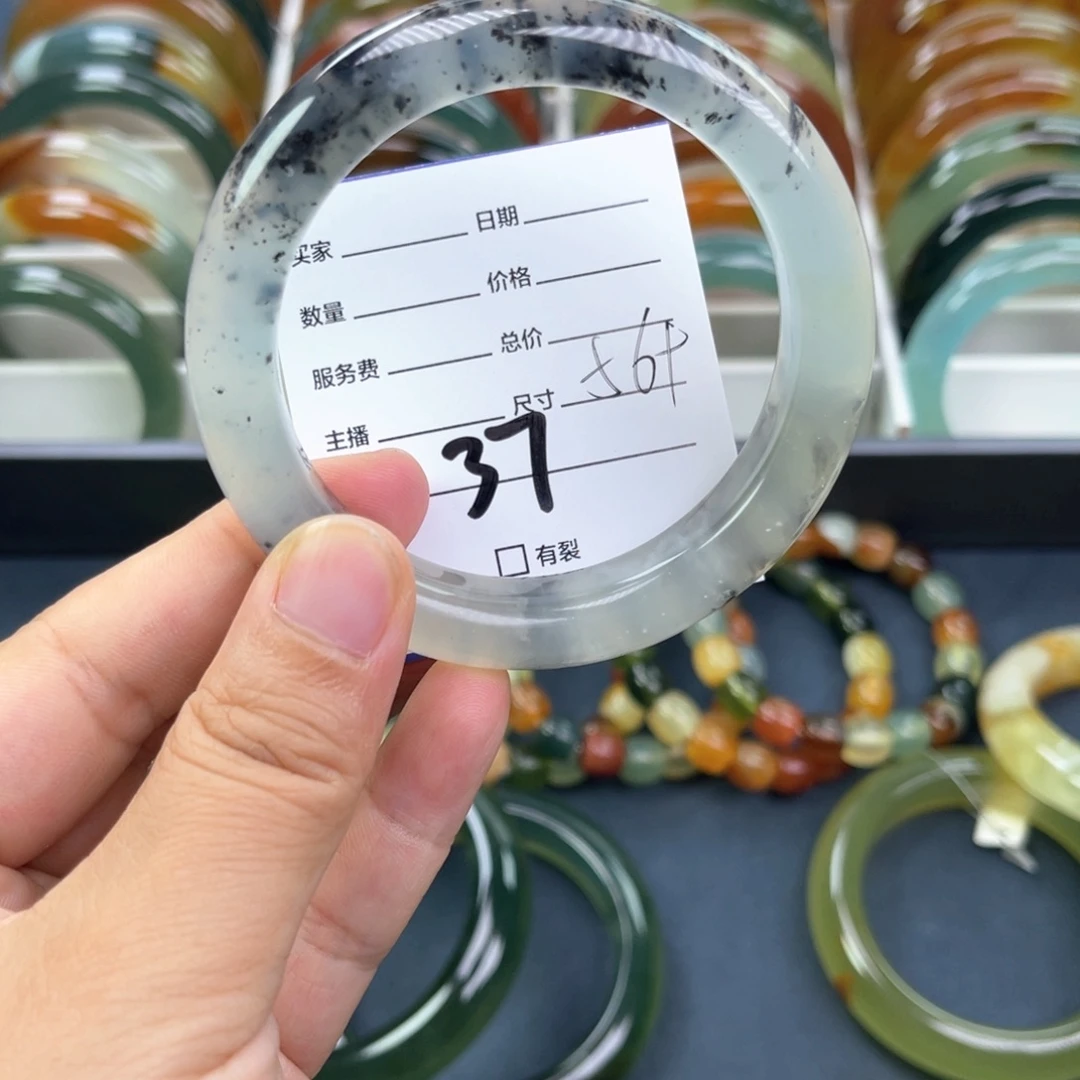 买家 日期
数量 价格
服务费 总价
主播 尺寸 56+
37
有裂